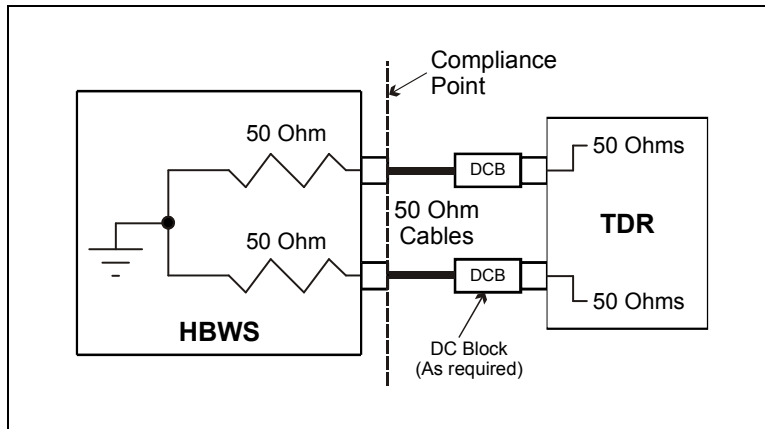 Compliance
Point
50 Ohm
DCB
50 Ohms
50 Ohm
Cables
TDR
50 Ohm
DCB
50 Ohms
HBWS
DC Block
(As required)